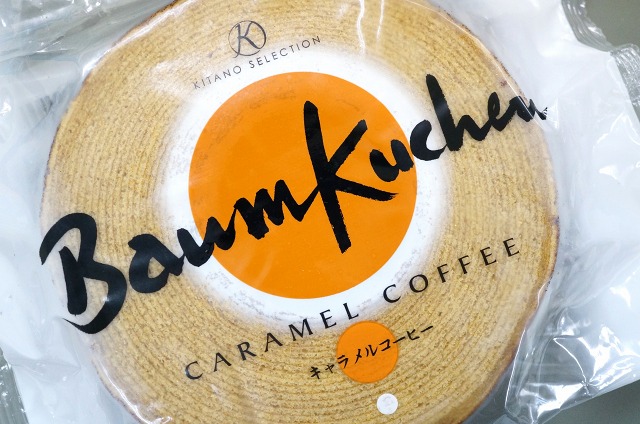 K
KITANO SELECTION
BaumKuchen
CARAMEL COFFEE
キャラメルコーヒー